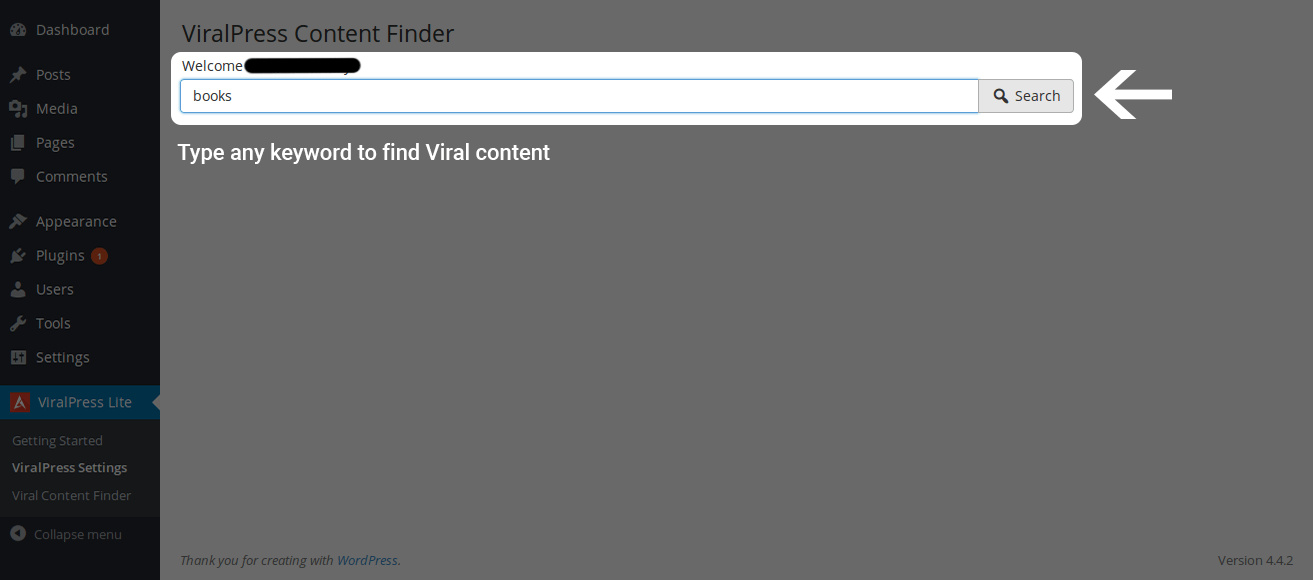 Dashboard
Posts
Media
Pages
Comments
Appearance
Plugins 1
Users
Tools
Settings
ViralPress Lite
Getting Started
ViralPress Settings
Viral Content Finder
Collapse menu
ViralPress Content Finder
Welcome
books
Search
Type any keyword to find Viral content
Thank you for creating with WordPress.
Version 4.4.2